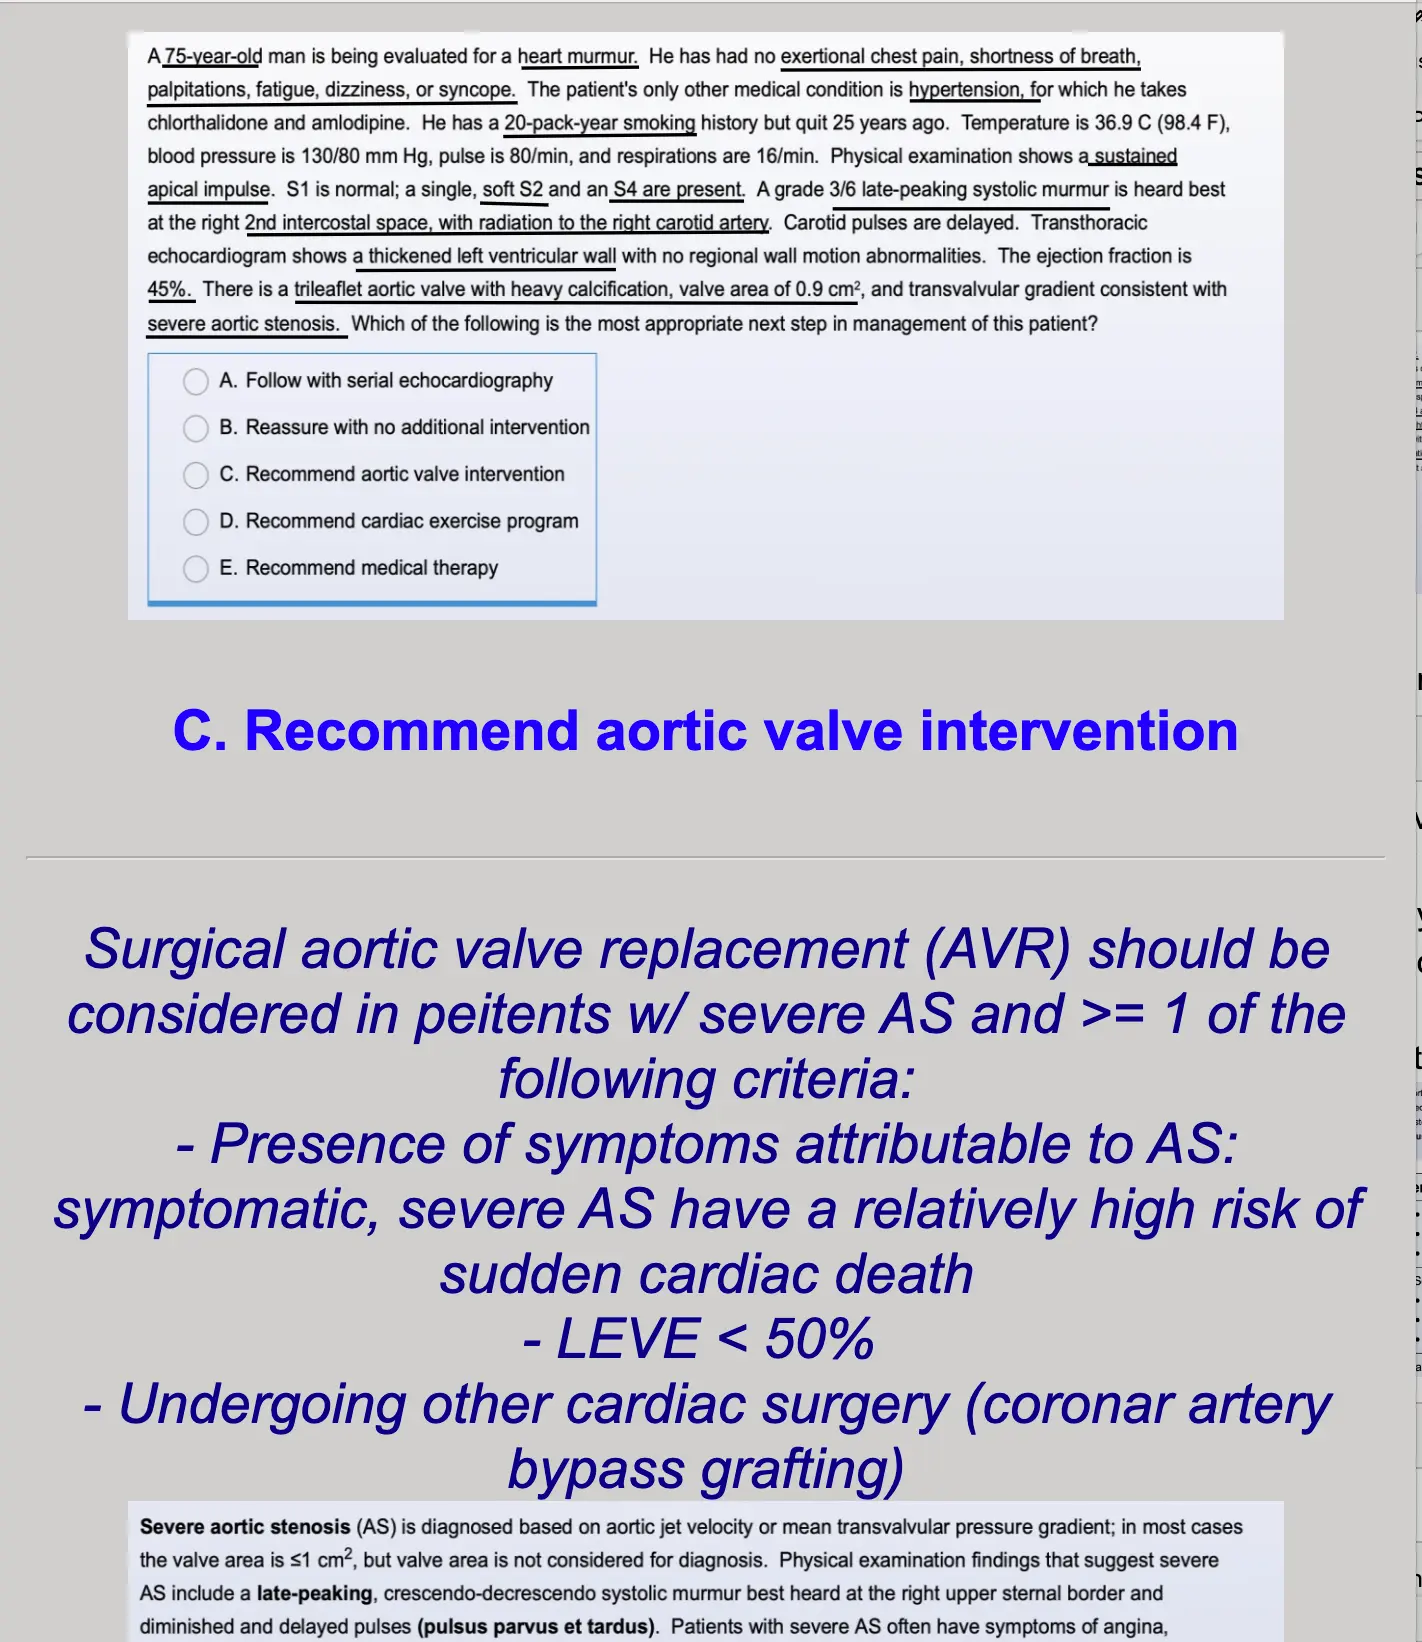 A 75-year-old man is being evaluated for a heart murmur. He has had no exertional chest pain, shortness of breath,
palpitations, fatigue, dizziness, or syncope. The patient's only other medical condition is hypertension, for which he takes
chlorthalidone and amlodipine. He has a 20-pack-year smoking history but quit 25 years ago. Temperature is 36.9 C (98.4 F),
blood pressure is 130/80 mm Hg, pulse is 80/min, and respirations are 16/min. Physical examination shows a sustained
apical impulse. S1 is normal; a single, soft S2 and an S4 are present. A grade 3/6 late-peaking systolic murmur is heard best
at the right 2nd intercostal space, with radiation to the right carotid artery. Carotid pulses are delayed. Transthoracic
echocardiogram shows a thickened left ventricular wall with no regional wall motion abnormalities. The ejection fraction is
45%. There is a trileaflet aortic valve with heavy calcification, valve area of 0.9 cm², and transvalvular gradient consistent with
severe aortic stenosis. Which of the following is the most appropriate next step in management of this patient?
A. Follow with serial echocardiography
B. Reassure with no additional intervention
C. Recommend aortic valve intervention
D. Recommend cardiac exercise program
E. Recommend medical therapy
C. Recommend aortic valve intervention
Surgical aortic valve replacement (AVR) should be
considered in peitents w/ severe AS and >= 1 of the
following criteria:
- Presence of symptoms attributable to AS:
symptomatic, severe AS have a relatively high risk of
sudden cardiac death
- LEVE < 50%
- Undergoing other cardiac surgery (coronar artery
bypass grafting)
Severe aortic stenosis (AS) is diagnosed based on aortic jet velocity or mean transvalvular pressure gradient; in most cases
the valve area is ≤1 cm², but valve area is not considered for diagnosis. Physical examination findings that suggest severe
AS include a late-peaking, crescendo-decrescendo systolic murmur best heard at the right upper sternal border and
diminished and delayed pulses (pulsus parvus et tardus). Patients with severe AS often have symptoms of angina,